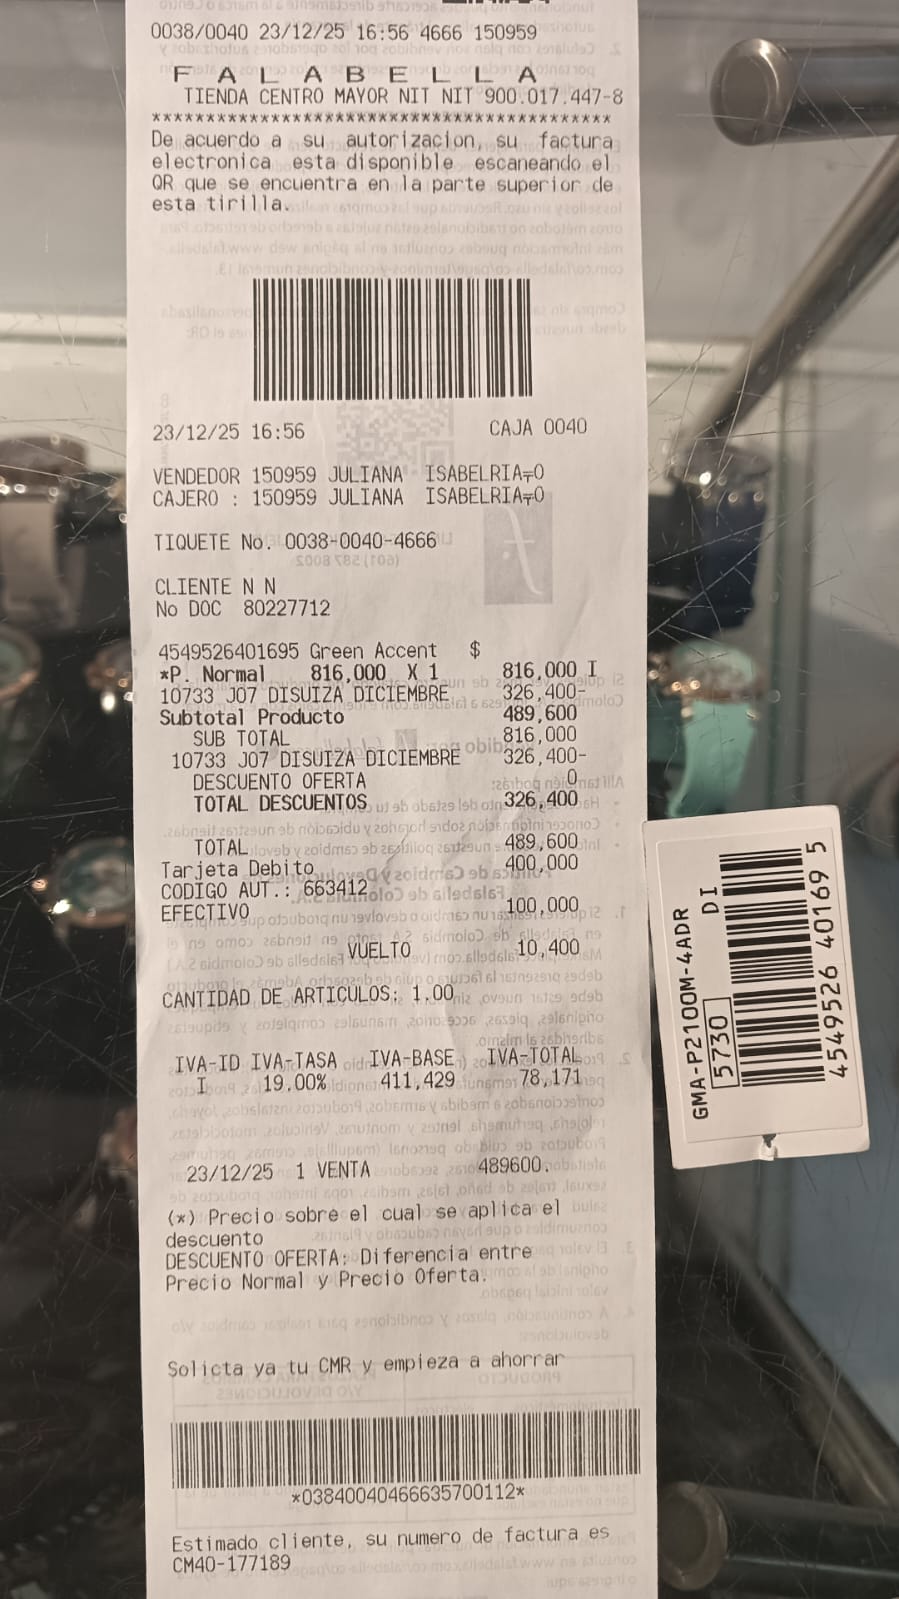 0038/0040 23/12/25 16:56 4666 150959
F A L A B E L L A
TIENDA CENTRO MAYOR NIT NIT 900.017.447-8
*******************************************
De acuerdo a su autorizacion, su factura
electronica esta disponible escaneando el
QR que se encuentra en la parte superior de
esta tirilla.
23/12/25 16:56 CAJA 0040
VENDEDOR 150959 JULIANA ISABELRIA╤O
CAJERO : 150959 JULIANA ISABELRIA╤O
TIQUETE No. 0038-0040-4666
CLIENTE N N
No DOC 80227712
4549526401695 Green Accent $
*P. Normal 816,000 X 1 816,000 I
10733 JO7 DISUIZA DICIEMBRE 326,400-
Subtotal Producto 489,600
SUB TOTAL 816,000
10733 JO7 DISUIZA DICIEMBRE 326,400-
DESCUENTO OFERTA 0
TOTAL DESCUENTOS 326,400
TOTAL 489,600
Tarjeta Debito 400,000
CODIGO AUT.: 663412
EFECTIVO 100,000
VUELTO 10,400
CANTIDAD DE ARTICULOS: 1.00
IVA-ID IVA-TASA IVA-BASE IVA-TOTAL
I 19.00% 411,429 78,171
23/12/25 1 VENTA 489600.
(*) Precio sobre el cual se aplica el
descuento
DESCUENTO OFERTA: Diferencia entre
Precio Normal y Precio Oferta.
Solicta ya tu CMR y empieza a ahorrar
*03840040466635700112*
Estimado cliente, su numero de factura es
CM40-177189
GMA-P2100M-4ADR
5730 DI
4549526 40169 5